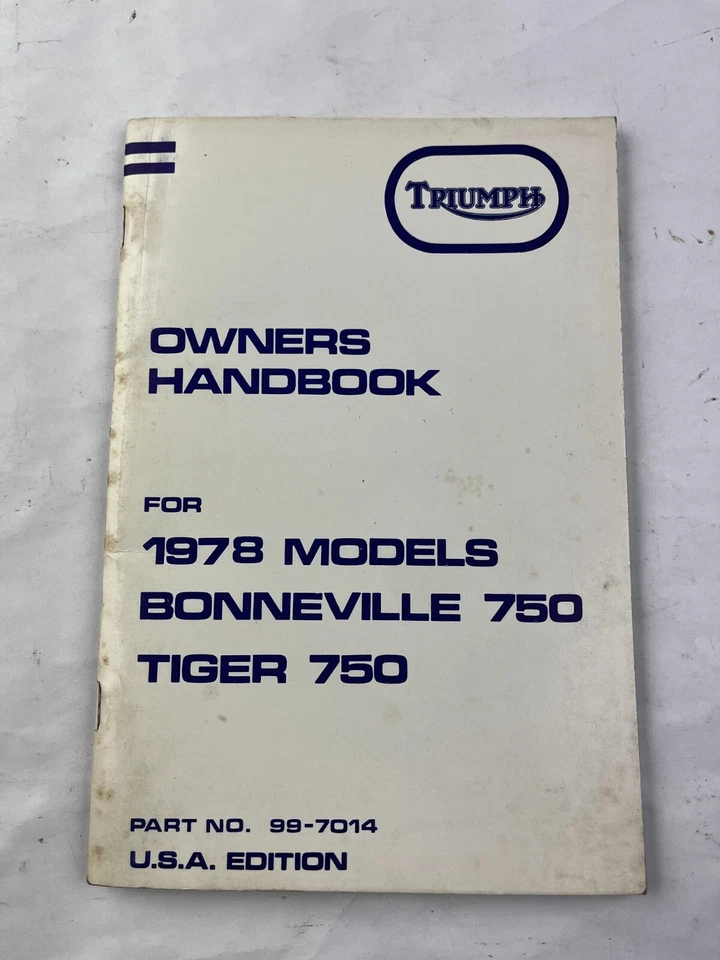 TRIUMPH
OWNERS
HANDBOOK
FOR
1978 MODELS
BONNEVILLE 750
TIGER 750
PART NO. 99-7014
U.S.A. EDITION